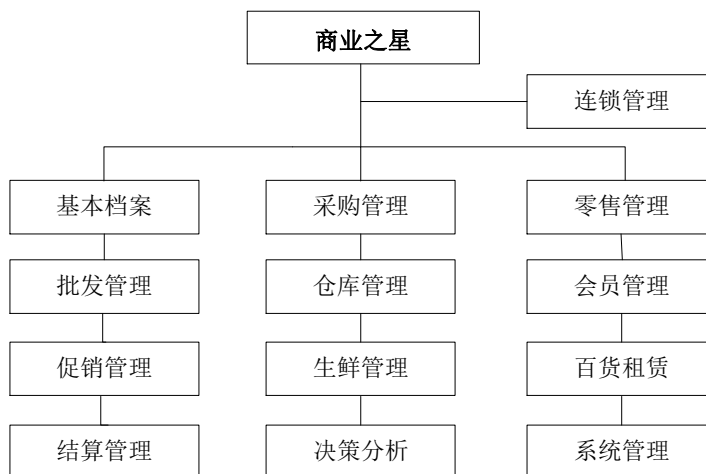 商业之星
连锁管理
基本档案
采购管理
零售管理
批发管理
仓库管理
会员管理
促销管理
生鲜管理
百货租赁
结算管理
决策分析
系统管理